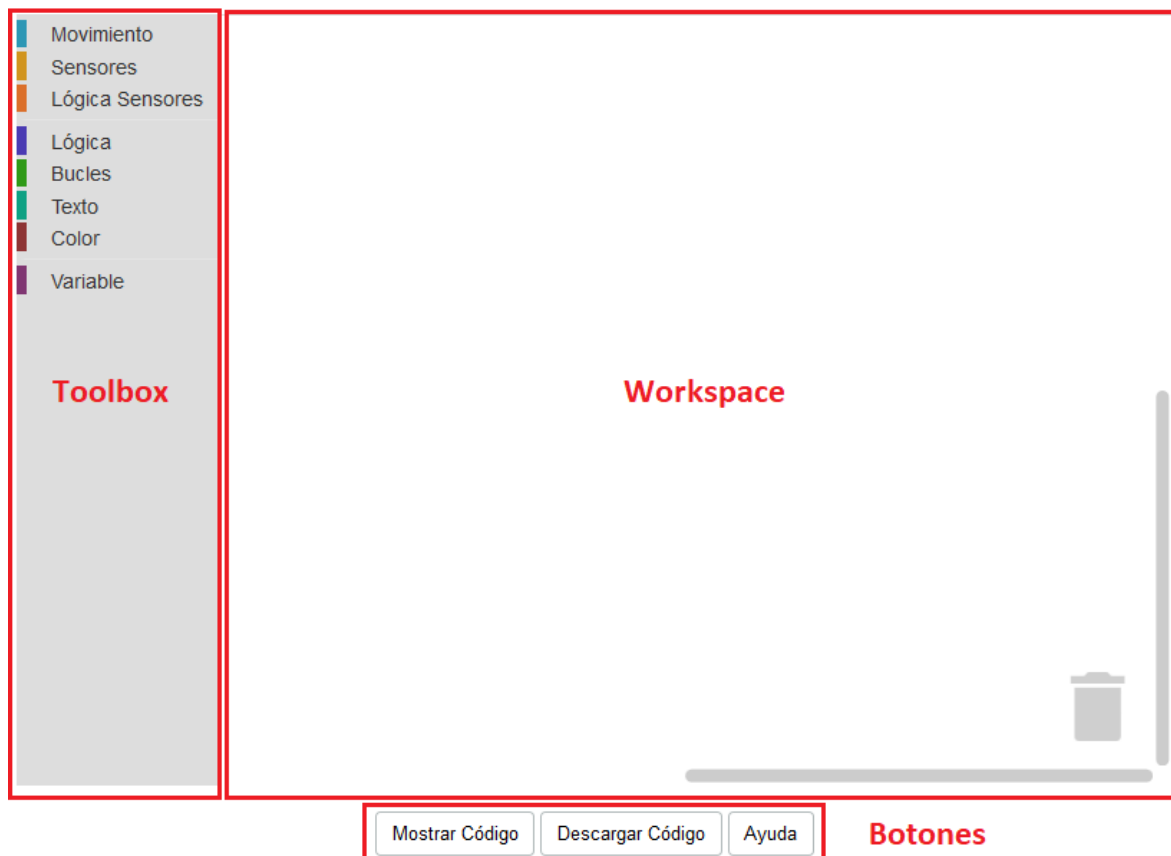 Movimiento
Sensores
Lógica Sensores
Lógica
Bucles
Texto
Color
Variable
Toolbox
Workspace
Mostrar Código
Descargar Código
Ayuda
Botones